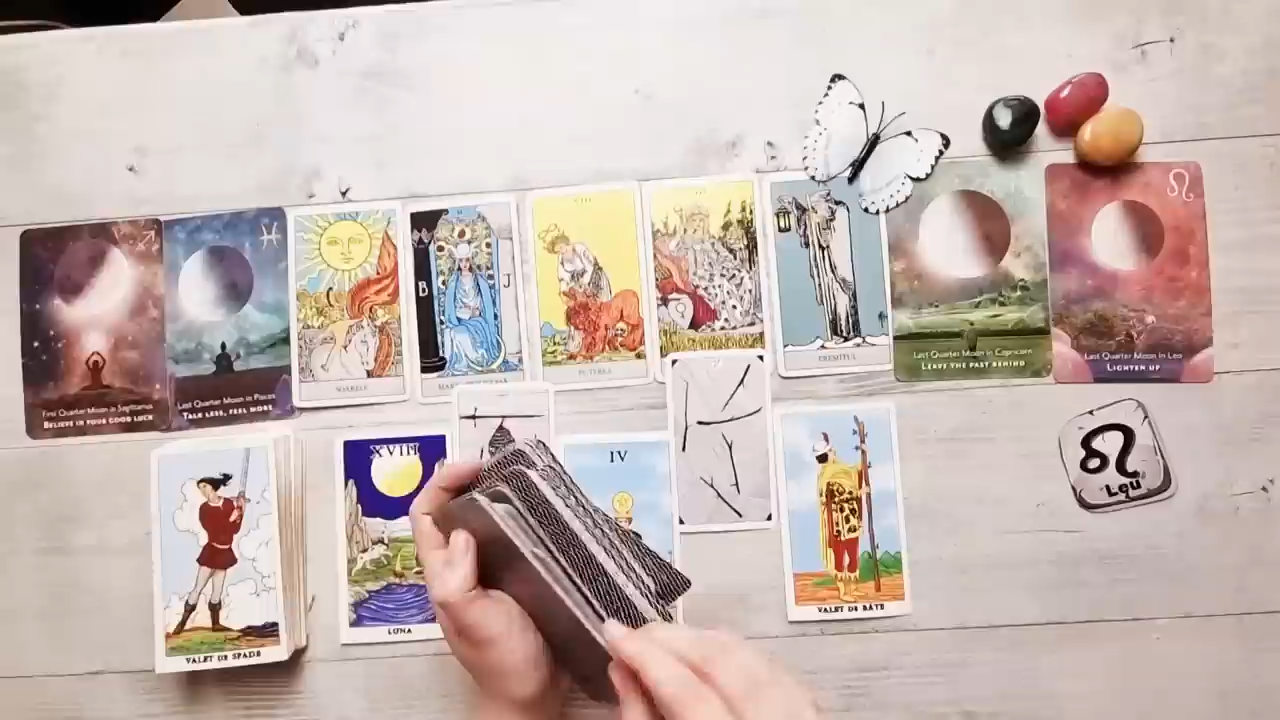 First Quarter Moon in Sagittarius
BELIEVE IN YOUR GOOD LUCK
Last Quarter Moon in Pisces
TALK LESS, FEEL MORE
SOARELE
B
J
PUTEREA
EREMITUL
Last Quarter Moon in Capricorn
LEAVE THE PAST BEHIND
Last Quarter Moon in Leo
LIGHTEN UP
VALET DE SPADE
XVIII
LUNA
IV
VALET DE BÂTE
Leu